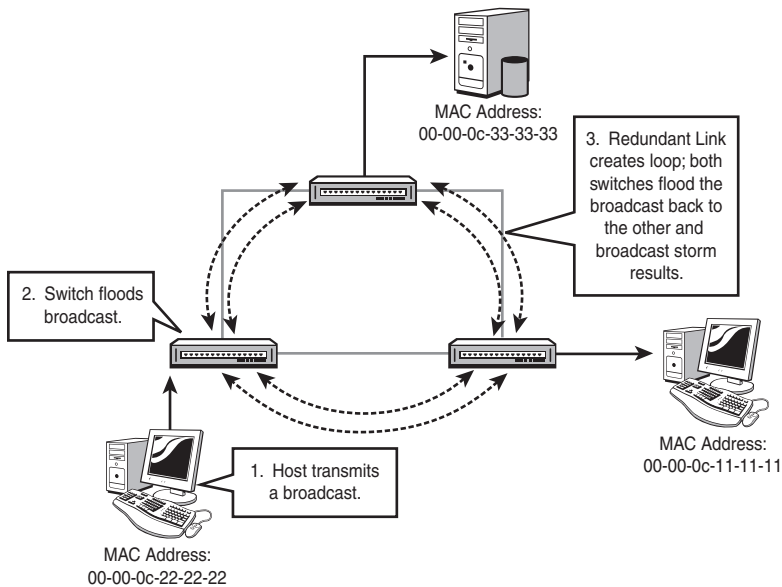 MAC Address:
00-00-0c-33-33-33
3. Redundant Link
creates loop; both
switches flood the
broadcast back to
the other and
broadcast storm
results.
2. Switch floods
broadcast.
1. Host transmits
a broadcast.
MAC Address:
00-00-0c-11-11-11
MAC Address:
00-00-0c-22-22-22